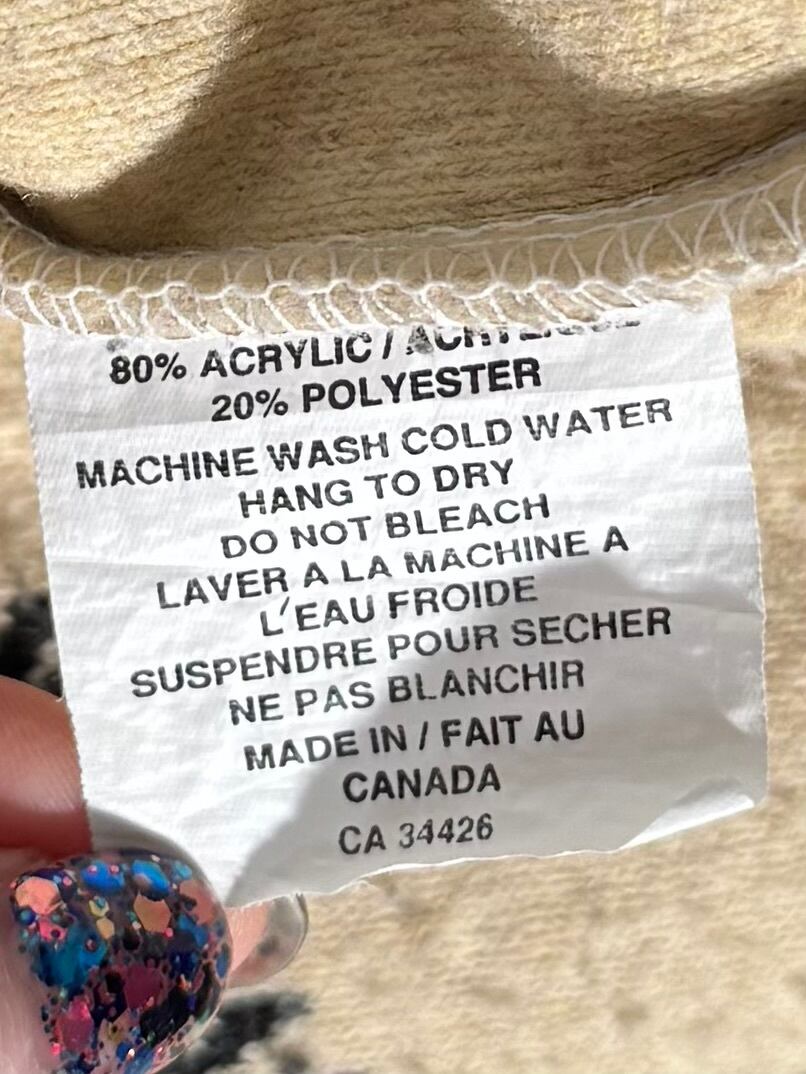 80% ACRYLIC /
20% POLYESTER
MACHINE WASH COLD WATER
HANG TO DRY
DO NOT BLEACH
LAVER A LA MACHINE A
L'EAU FROIDE
SUSPENDRE POUR SECHER
NE PAS BLANCHIR
MADE IN / FAIT AU
CANADA
CA 34426